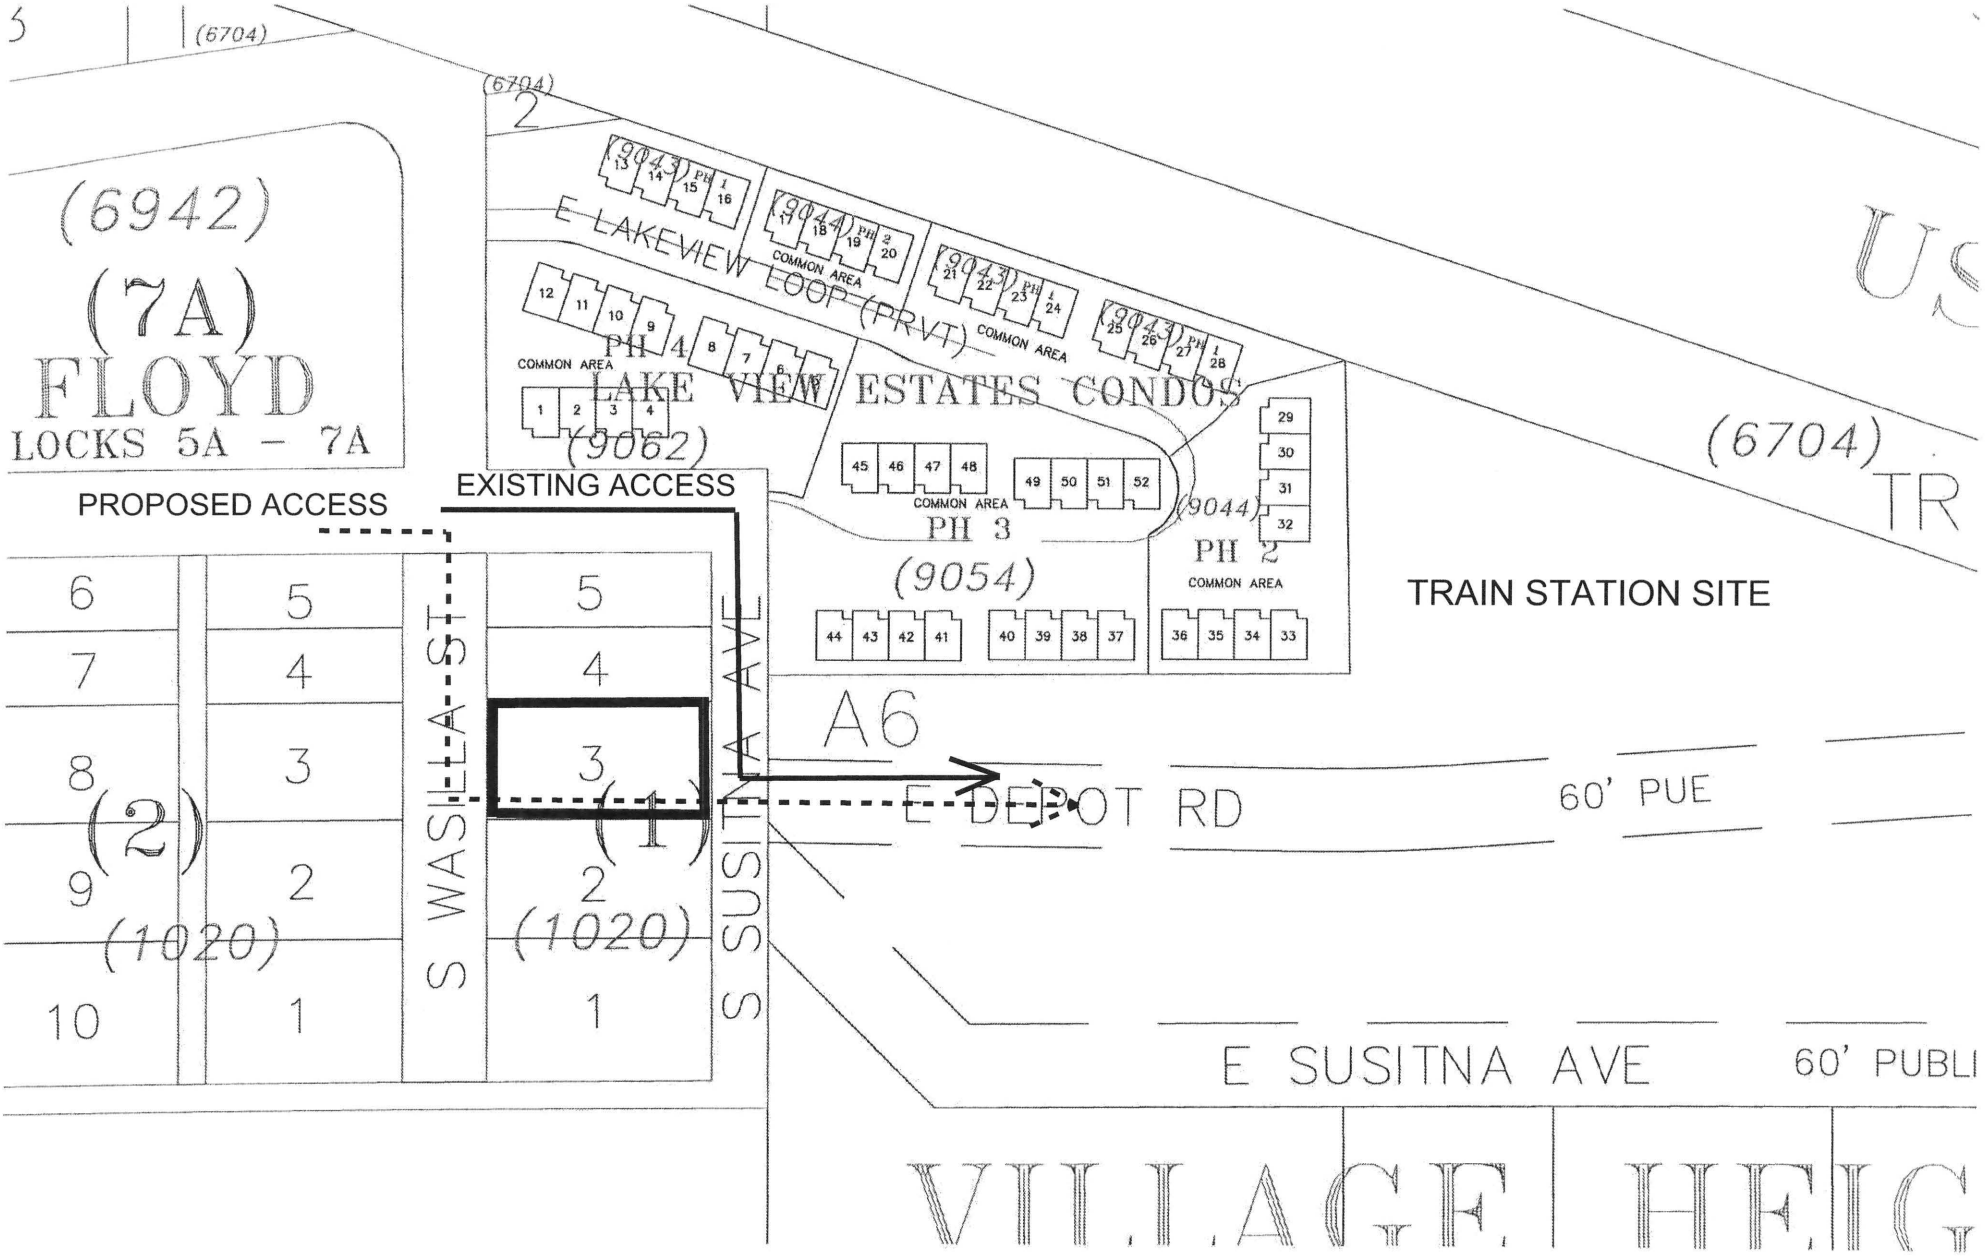 (6704)
(6704)
2
(6942)
(7A)
FLOYD
LOCKS 5A - 7A
(9043) PH 1
13 14 15 16
(9044) PH 2
17 18 19 20
COMMON AREA
(9043) PH 1
21 22 23 24
COMMON AREA
(9043) PH 1
25 26 27 28
E LAKEVIEW LOOP (PRVT)
12 11 10 9
8 7 6
PH 4
COMMON AREA
LAKE VIEW ESTATES CONDOS
1 2 3 4
(9062)
45 46 47 48
49 50 51 52
COMMON AREA
PH 3
(9054)
29
30
31
32
(9044)
PH 2
COMMON AREA
44 43 42 41
40 39 38 37
36 35 34 33
US
(6704)
TR
TRAIN STATION SITE
PROPOSED ACCESS
EXISTING ACCESS
6 5 5
7 4 4
8 3 3
(2) (1)
9 2 2
(1020) (1020)
10 1 1
S WASILLA ST
S SUSITNA AVE
A6
E DEPOT RD
60' PUE
E SUSITNA AVE
60' PUBLI
VILLAGE HEIG